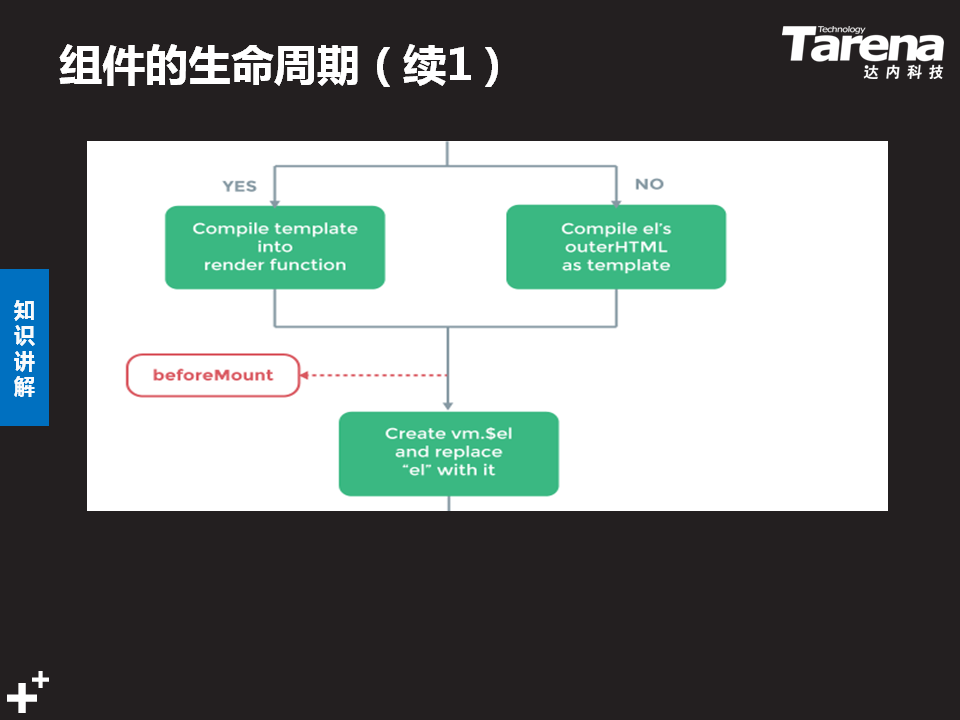 组件的生命周期（续1）
Technology
Tarena
达内科技
YES
NO
Compile template
into
render function
Compile el's
outerHTML
as template
知
识
讲
解
beforeMount
Create vm.$el
and replace
“el” with it